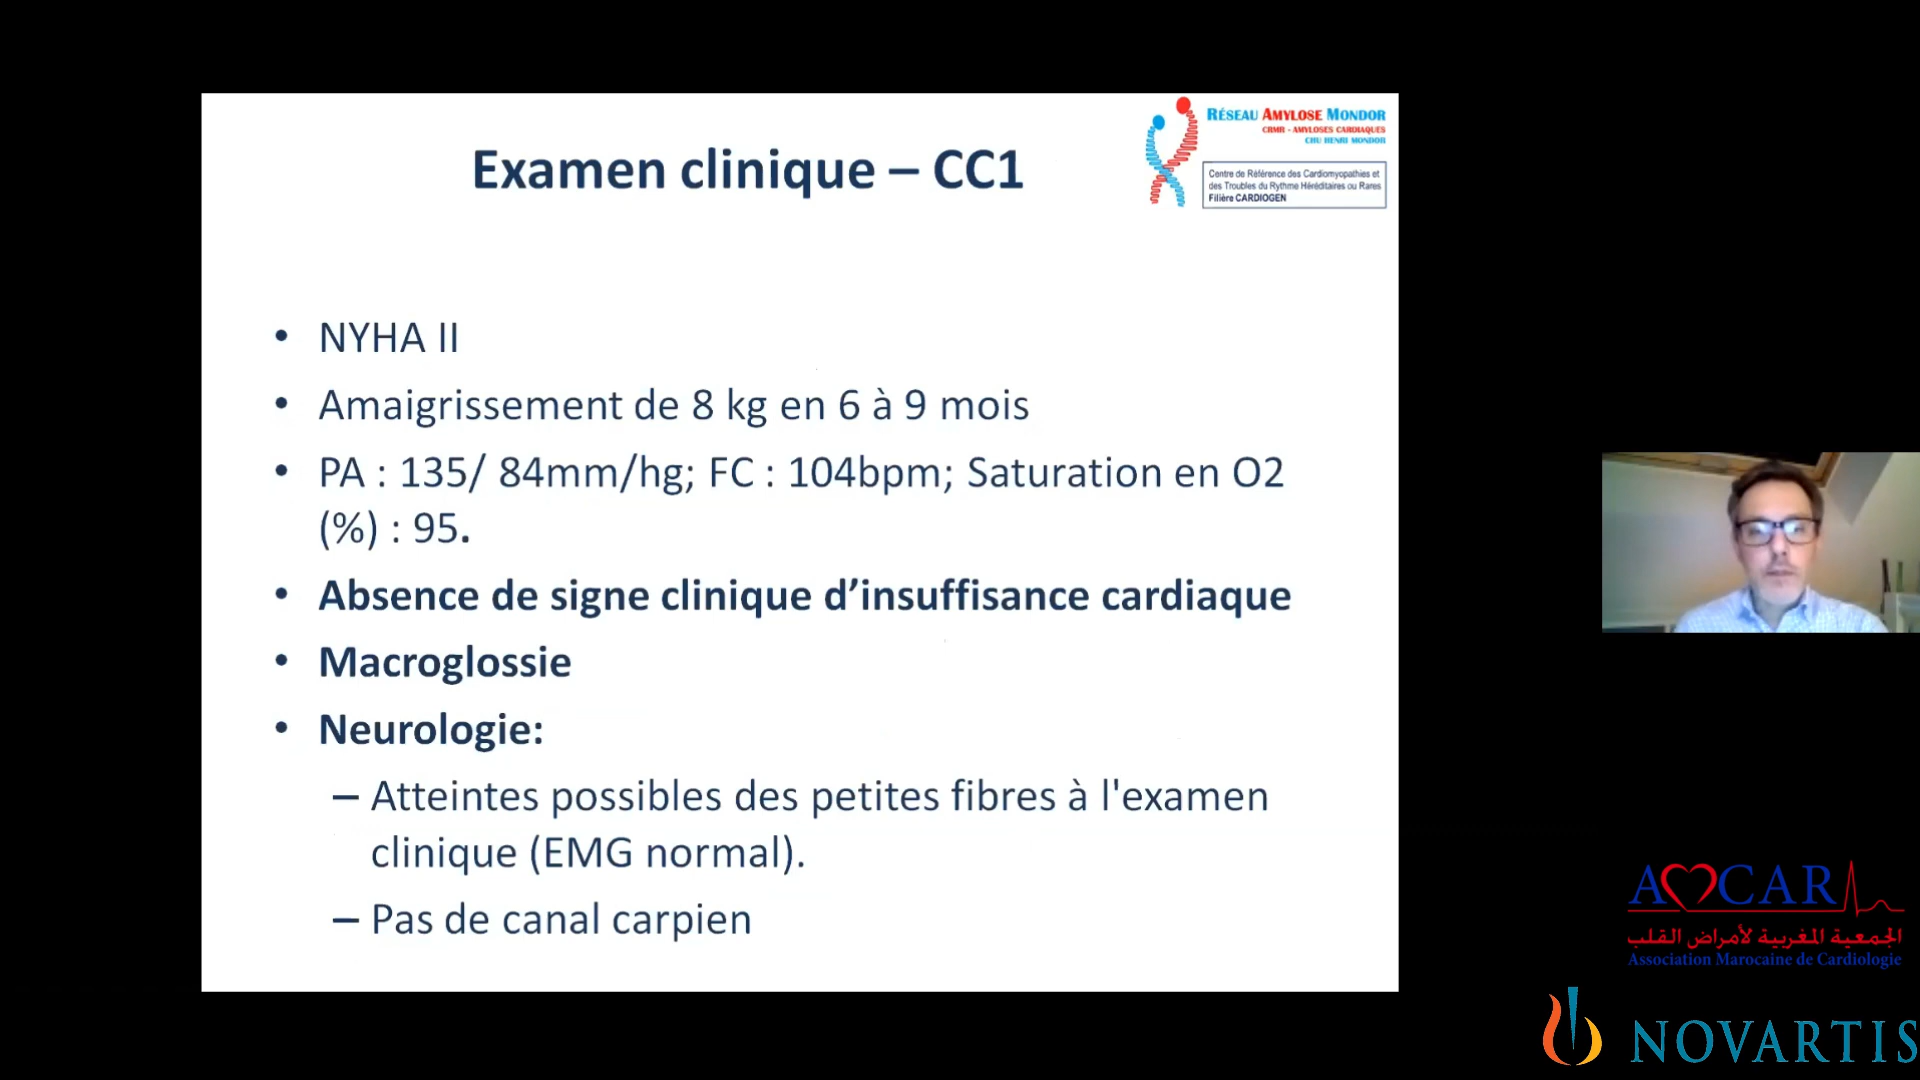 Examen clinique – CC1
RÉSEAU AMYLOSE MONDOR
CRMR - AMYLOSES CARDIAQUES
CHU HENRI MONDOR
Centre de Référence des Cardiomyopathies et
des Troubles du Rythme Héréditaires ou Rares
Filière CARDIOGEN
• NYHA II
• Amaigrissement de 8 kg en 6 à 9 mois
• PA : 135/ 84mm/hg; FC : 104bpm; Saturation en O2
(%) : 95.
• Absence de signe clinique d’insuffisance cardiaque
• Macroglossie
• Neurologie:
– Atteintes possibles des petites fibres à l'examen
clinique (EMG normal).
– Pas de canal carpien
AMCAR
الجمعية المغربية لأمراض القلب
Association Marocaine de Cardiologie
NOVARTIS